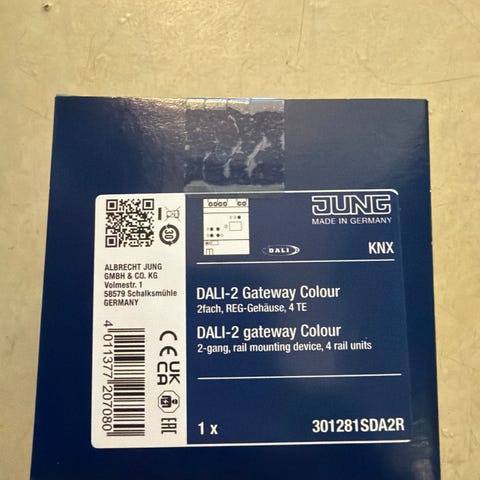 JUNG
MADE IN GERMANY
DALI
KNX
ALBRECHT JUNG
GMBH & CO. KG
Volmestr. 1
58579 Schalksmühle
GERMANY
DALI-2 Gateway Colour
2fach, REG-Gehäuse, 4 TE
DALI-2 gateway Colour
2-gang, rail mounting device, 4 rail units
4 011377 207080
CE
UK
CA
EAC
1 x
301281SDA2R